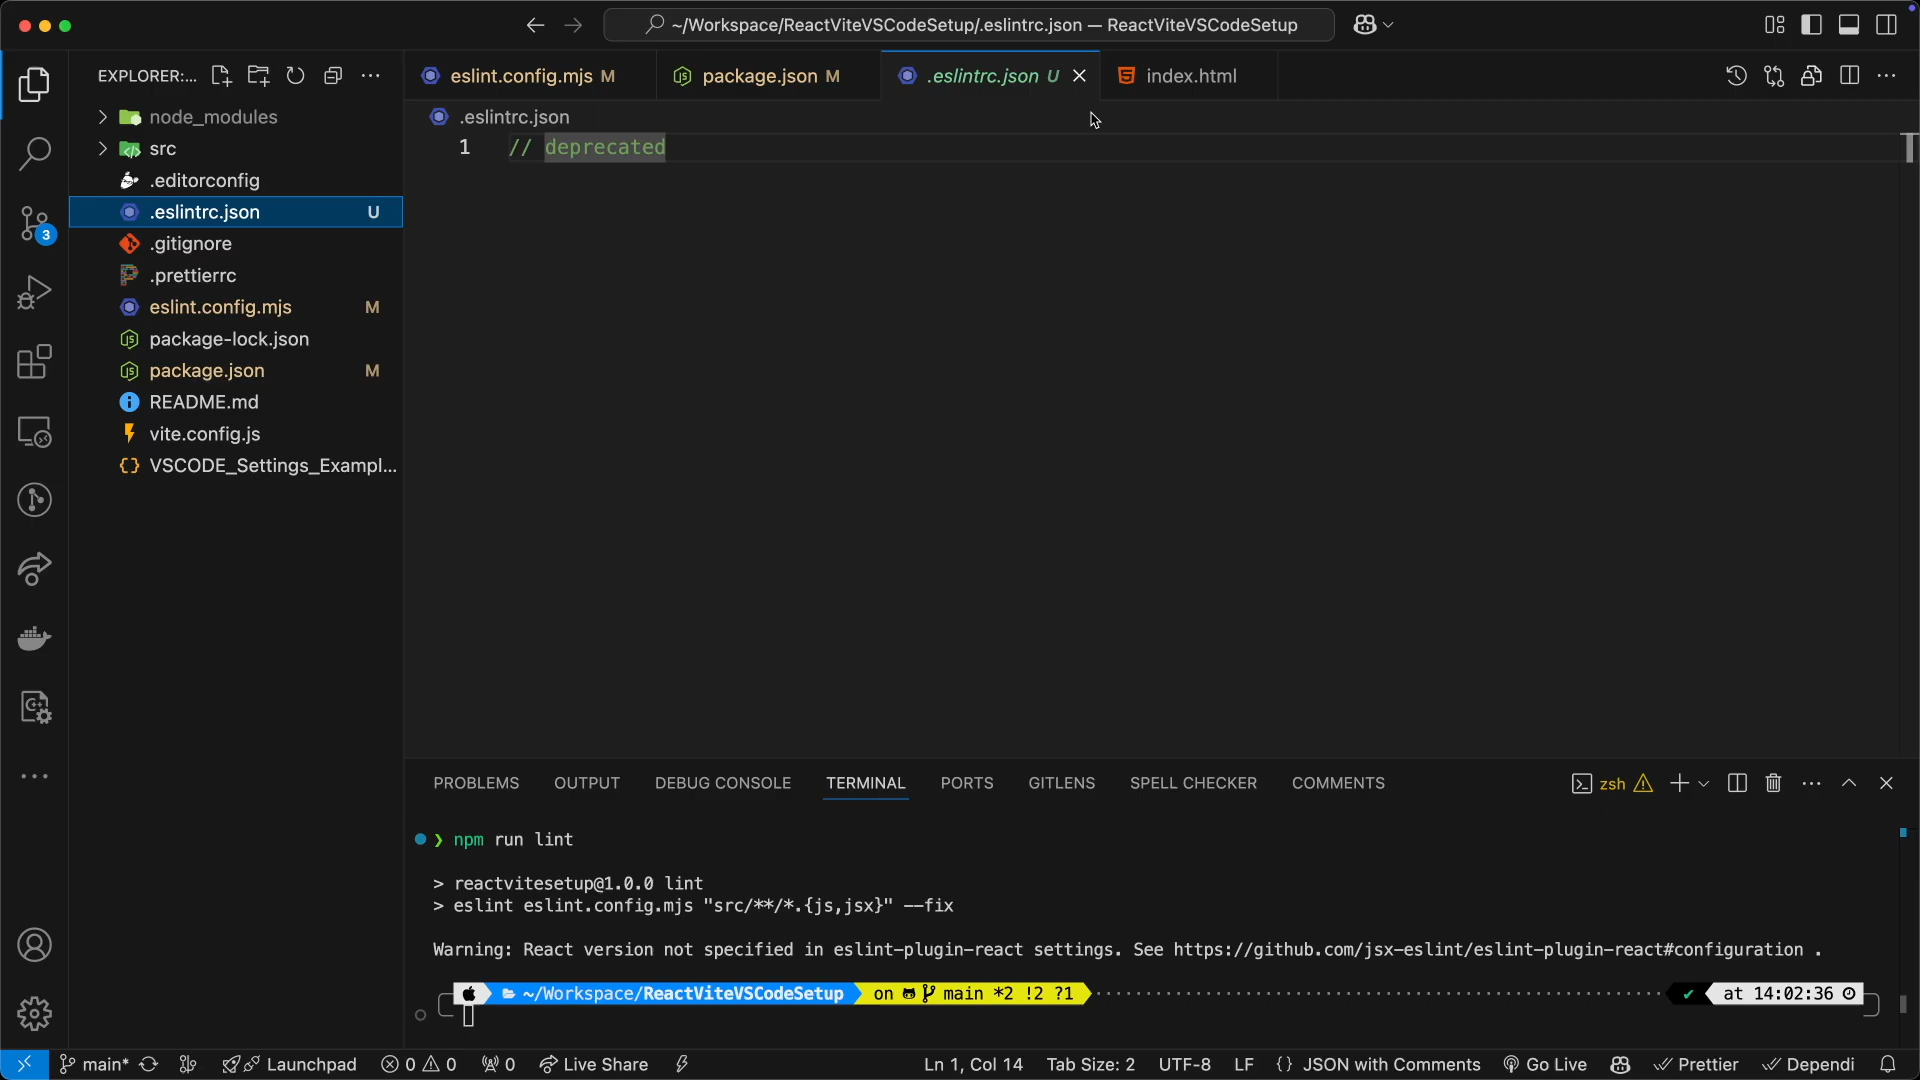 ~/Workspace/ReactViteVSCodeSetup/.eslintrc.json — ReactViteVSCodeSetup
EXPLORER:...
eslint.config.mjs M
package.json M
.eslintrc.json U
index.html
node_modules
src
.editorconfig
.eslintrc.json U
.gitignore
.prettierrc
eslint.config.mjs M
package-lock.json
package.json M
README.md
vite.config.js
VSCODE_Settings_Exampl...
3
.eslintrc.json
1 // deprecated
PROBLEMS OUTPUT DEBUG CONSOLE TERMINAL PORTS GITLENS SPELL CHECKER COMMENTS
zsh
❯ npm run lint
> reactvitesetup@1.0.0 lint
> eslint eslint.config.mjs "src/**/*.{js,jsx}" --fix
Warning: React version not specified in eslint-plugin-react settings. See https://github.com/jsx-eslint/eslint-plugin-react#configuration .
~/Workspace/ReactViteVSCodeSetup on main *2 !2 ?1 ✔ at 14:02:36
main* Launchpad 0 0 0 Live Share Ln 1, Col 14 Tab Size: 2 UTF-8 LF {} JSON with Comments Go Live Prettier Dependi